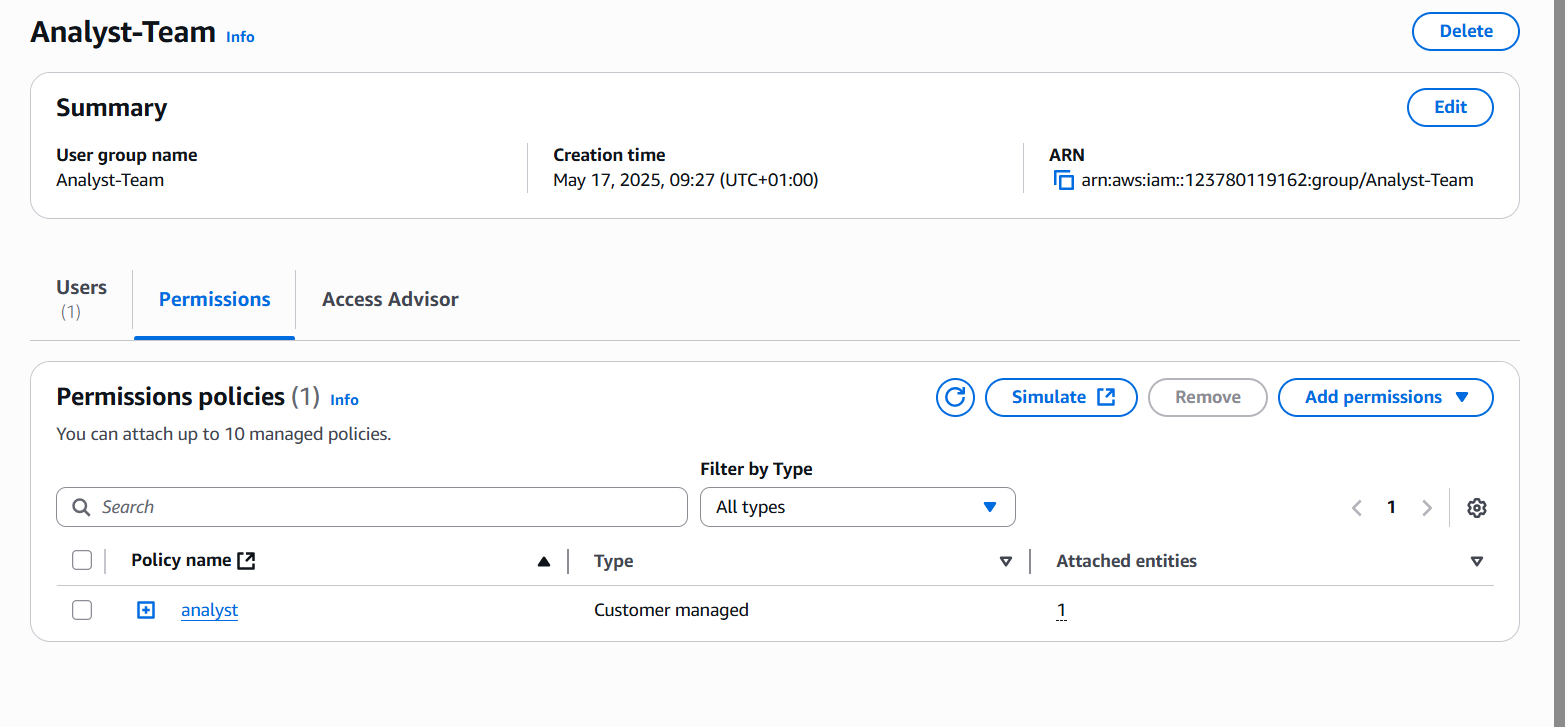 Analyst-Team Info
Delete
Summary
Edit
User group name
Analyst-Team
Creation time
May 17, 2025, 09:27 (UTC+01:00)
ARN
arn:aws:iam::123780119162:group/Analyst-Team
Users
(1)
Permissions
Access Advisor
Permissions policies (1) Info
Simulate
Remove
Add permissions
You can attach up to 10 managed policies.
Filter by Type
Search
All types
1
Policy name
Type
Attached entities
analyst
Customer managed
1